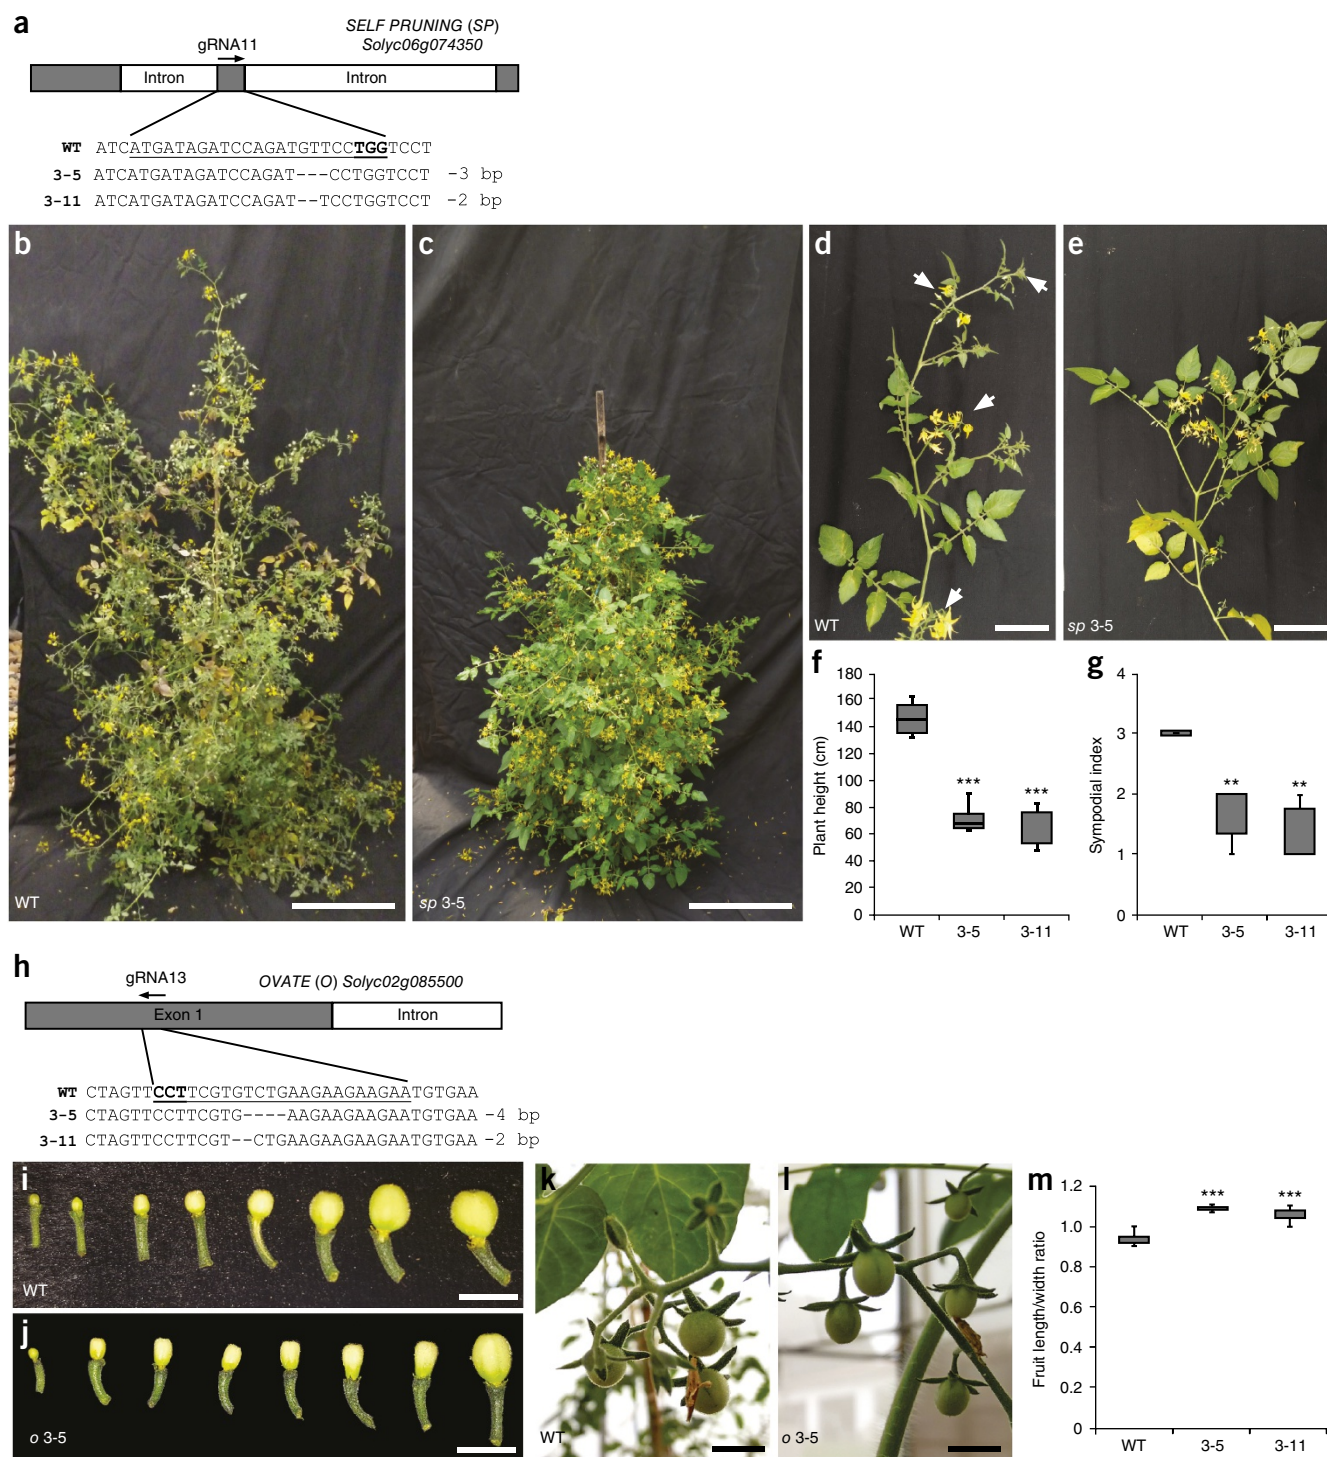 a
SELF PRUNING (SP)
Solyc06g074350
gRNA11
Intron
Intron
WT ATCATGATAGATCCAGATGTTCCTGGTCCT
3-5 ATCATGATAGATCCAGAT---CCTGGTCCT -3 bp
3-11 ATCATGATAGATCCAGAT--TCCTGGTCCT -2 bp
b
WT
c
sp 3-5
d
WT
e
sp 3-5
f
Plant height (cm)
180
160
140
120
100
80
60
40
20
0
***
***
WT 3-5 3-11
g
Sympodial index
4
3
2
1
0
**
**
WT 3-5 3-11
h
gRNA13
OVATE (O) Solyc02g085500
Exon 1
Intron
WT CTAGTTCCTTCGTGTCTGAAGAAGAAGAATGTGAA
3-5 CTAGTTCCTTCGTG----AAGAAGAAGAATGTGAA -4 bp
3-11 CTAGTTCCTTCGT--CTGAAGAAGAAGAATGTGAA -2 bp
i
WT
j
o 3-5
k
WT
l
o 3-5
m
Fruit length/width ratio
1.2
1.0
0.8
0.6
0.4
0.2
0
***
***
WT 3-5 3-11